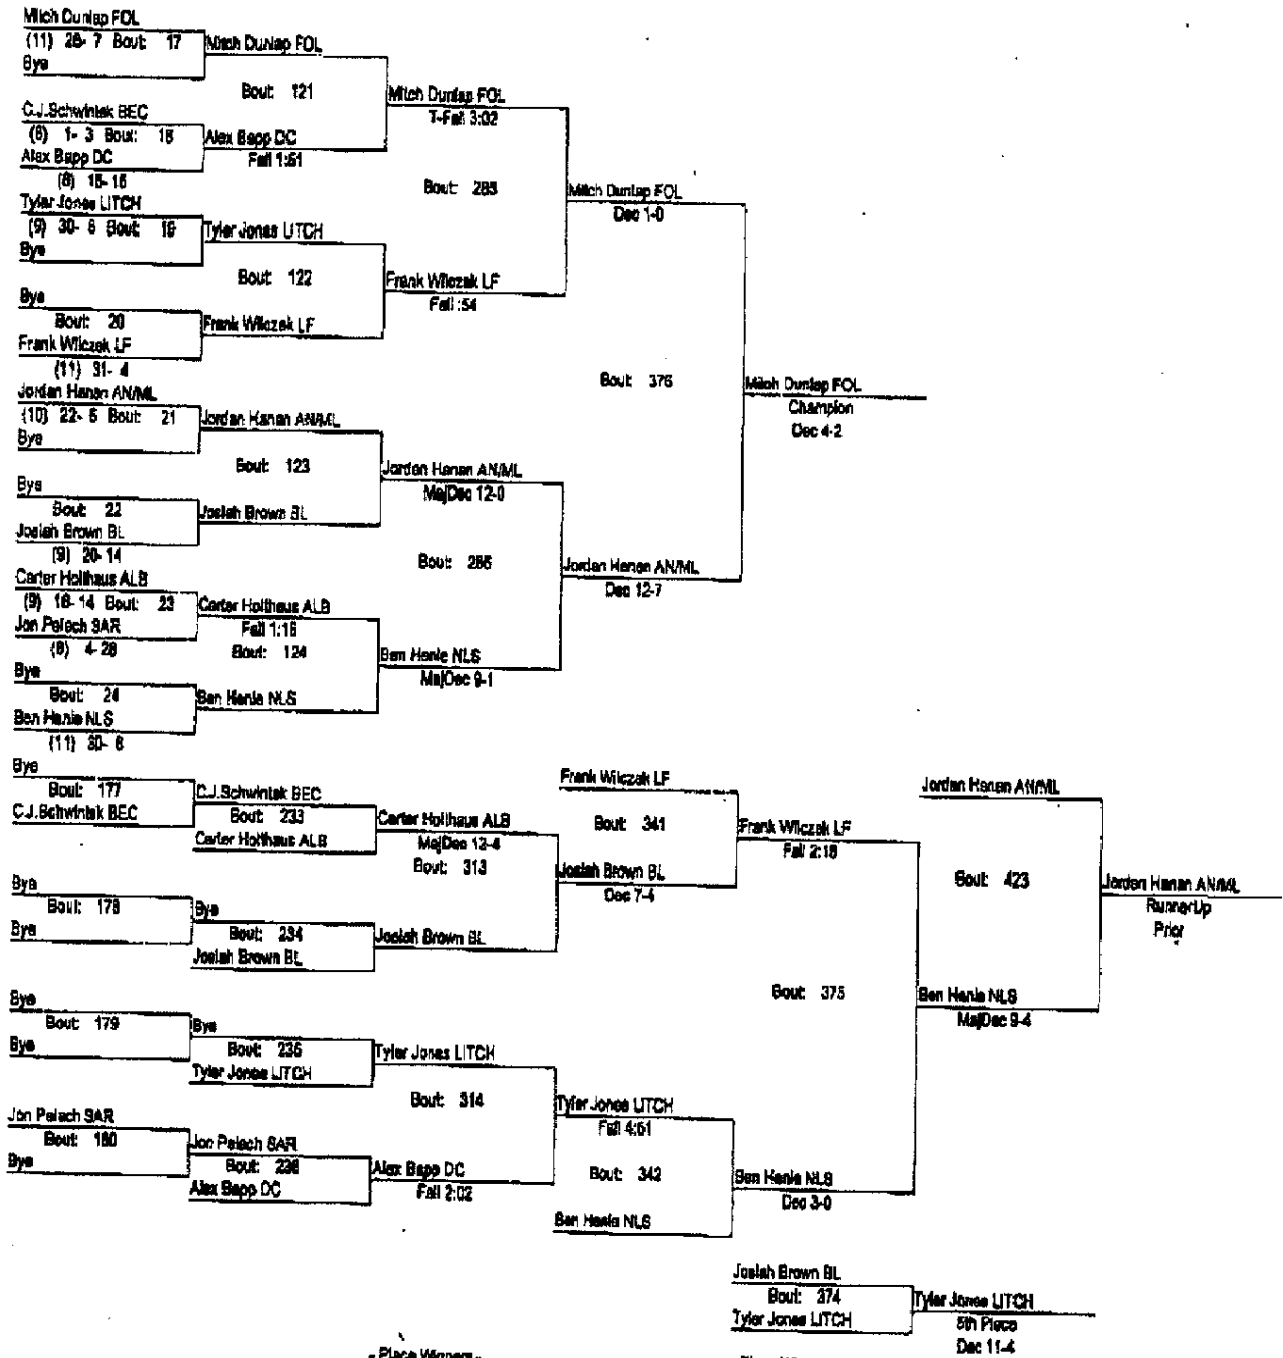 Mitch Dunlap FOL
(11) 26- 7 Bout: 17
Bye
Mitch Dunlap FOL
Bout: 121
C.J.Schwintek BEC
(8) 1- 3 Bout: 18
Alex Bapp DC
(8) 15- 15
Alex Bapp DC
Fall 1:51
Mitch Dunlap FOL
T-Fall 3:02
Bout: 285
Tyler Jones LITCH
(9) 30- 6 Bout: 19
Bye
Tyler Jones LITCH
Bout: 122
Bye
Bout: 20
Frank Wilczek LF
(11) 31- 4
Frank Wilczek LF
Frank Wilczek LF
Fall :54
Mitch Dunlap FOL
Dec 1-0
Bout: 376
Mitch Dunlap FOL
Champion
Dec 4-2
Jordan Hanan AN/ML
(10) 22- 5 Bout: 21
Bye
Jordan Hanan AN/ML
Bout: 123
Bye
Bout: 22
Josiah Brown BL
(9) 20- 14
Josiah Brown BL
Jordan Hanan AN/ML
MajDec 12-0
Bout: 286
Carter Holthaus ALB
(9) 16- 14 Bout: 23
Jon Pelach SAR
(8) 4- 28
Carter Holthaus ALB
Fall 1:16
Bout: 124
Bye
Bout: 24
Ben Henle NLS
(11) 30- 6
Ben Henle NLS
Ben Henle NLS
MajDec 9-1
Jordan Hanan AN/ML
Dec 12-7
Bye
Bout: 177
C.J.Schwintek BEC
C.J.Schwintek BEC
Bout: 233
Carter Holthaus ALB
Carter Holthaus ALB
MajDec 12-4
Bout: 313
Bye
Bout: 178
Bye
Bye
Bout: 234
Josiah Brown BL
Josiah Brown BL
Frank Wilczek LF
Bout: 341
Josiah Brown BL
Dec 7-4
Frank Wilczek LF
Fall 2:18
Bout: 375
Bye
Bout: 179
Bye
Bye
Bout: 235
Tyler Jones LITCH
Tyler Jones LITCH
Bout: 314
Jon Pelach SAR
Bout: 180
Bye
Jon Pelach SAR
Bout: 236
Alex Bapp DC
Alex Bapp DC
Fall 2:02
Tyler Jones LITCH
Fall 4:51
Bout: 342
Ben Henle NLS
Ben Henle NLS
Dec 3-0
Jordan Hanan AN/ML
Bout: 423
Ben Henle NLS
MajDec 9-4
Jordan Hanan AN/ML
RunnerUp
Prior
Josiah Brown BL
Bout: 374
Tyler Jones LITCH
Tyler Jones LITCH
5th Place
Dec 11-4
- Place Winners -